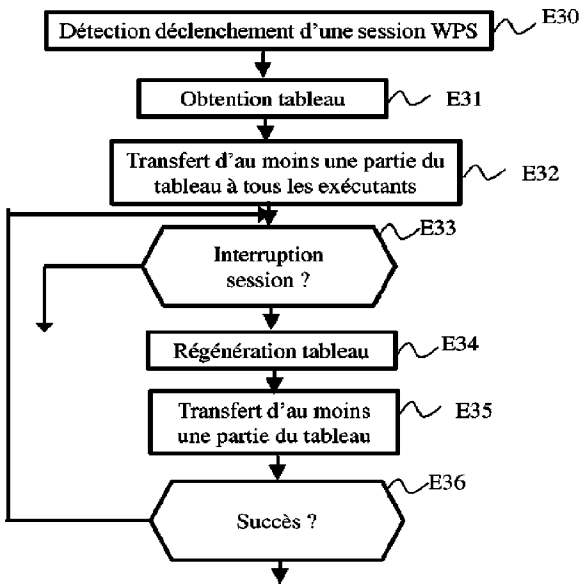 Détection déclenchement d'une session WPS
E30
Obtention tableau
E31
Transfert d'au moins une partie du
tableau à tous les exécutants
E32
E33
Interruption
session ?
Régénération tableau
E34
Transfert d'au moins
une partie du tableau
E35
E36
Succès ?